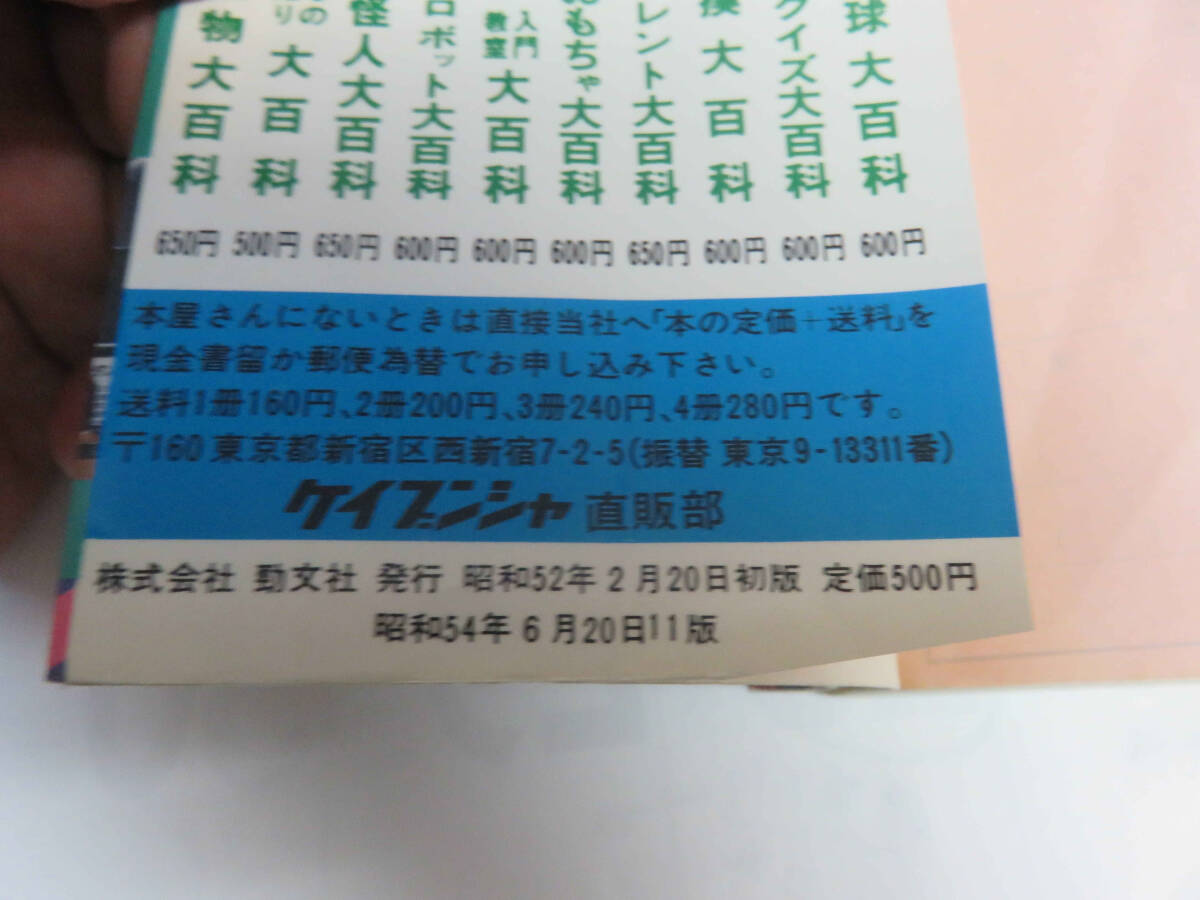 球大百科
クイズ大百科
大百科
レント大百科
もちゃ大百科
入門
教室
大百科
ロボット大百科
怪人大百科
の
り
大百科
物大百科
650円 500円 650円 600円 600円 600円 650円 600円 600円 600円
本屋さんにないときは直接当社へ「本の定価+送料」を
現金書留か郵便為替でお申し込み下さい。
送料1冊160円、2冊200円、3冊240円、4冊280円です。
〒160 東京都新宿区西新宿7-2-5(振替 東京9-13311番)
ケイブンシャ 直販部
株式会社 勁文社 発行 昭和52年2月20日初版 定価500円
昭和54年6月20日11版